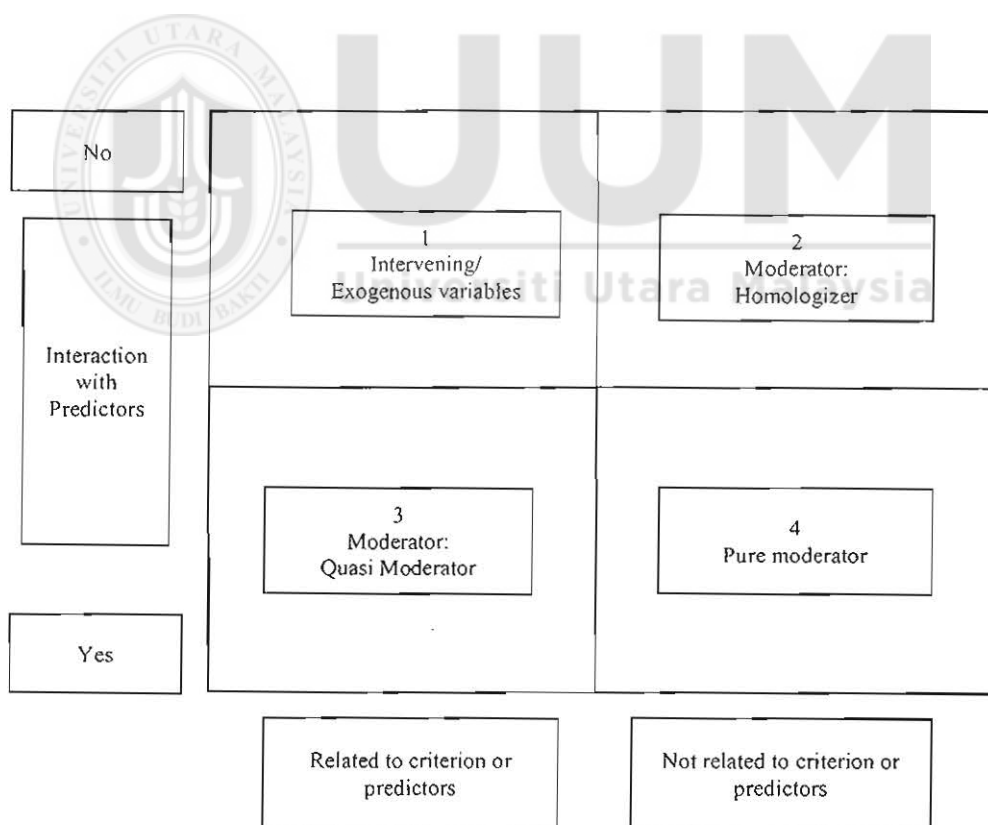 UNIVERSITI UTARA MALAYSIA
ILMU BUDI BAKTI
UUM
Universiti Utara Malaysia
No
1
Intervening/
Exogenous variables
2
Moderator:
Homologizer
Interaction
with
Predictors
3
Moderator:
Quasi Moderator
4
Pure moderator
Yes
Related to criterion or
predictors
Not related to criterion or
predictors